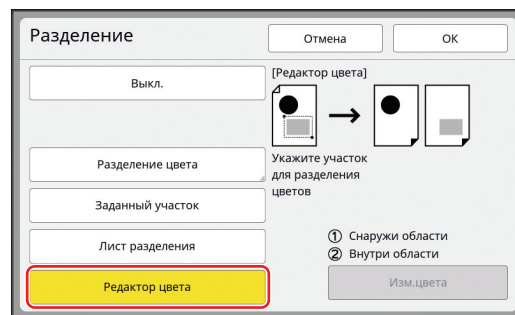 Разделение
Отмена
OK
Выкл.
[Редактор цвета]
Разделение цвета
Укажите участок
для разделения
цветов
Заданный участок
Лист разделения
① Снаружи области
② Внутри области
Редактор цвета
Изм.цвета